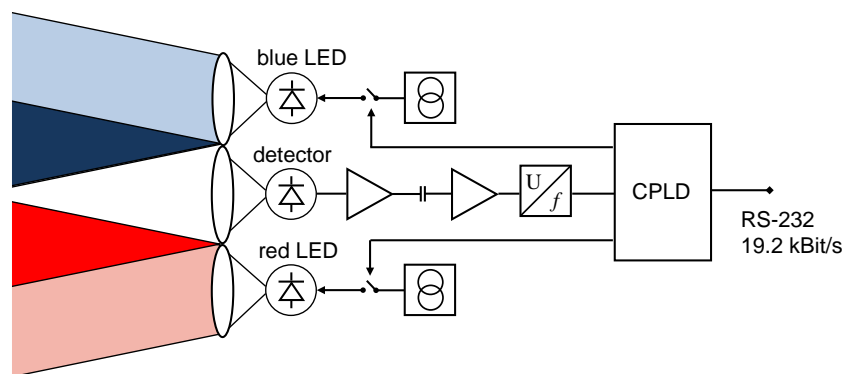 blue LED
detector
U
f
CPLD
RS-232
19.2 kBit/s
red LED